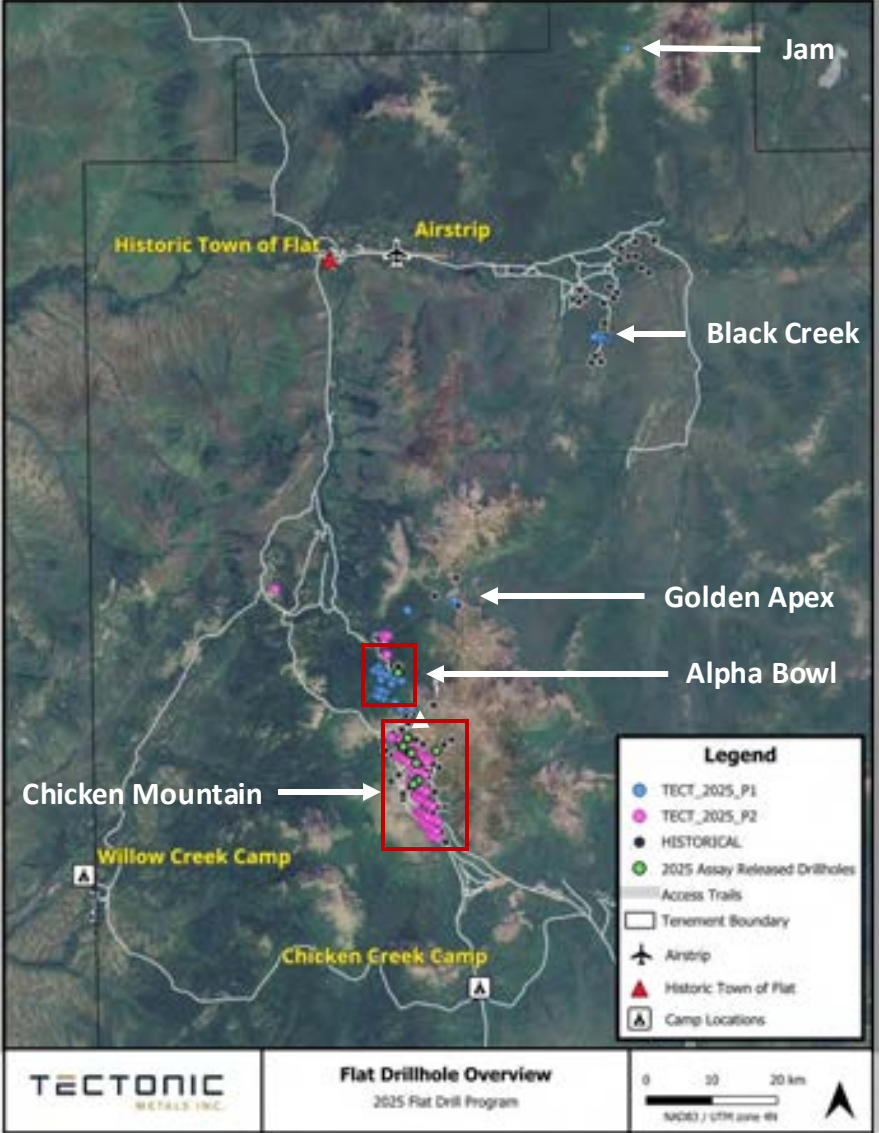 Jam
Airstrip
Historic Town of Flat
Black Creek
Golden Apex
Alpha Bowl
Chicken Mountain
Willow Creek Camp
Chicken Creek Camp
Legend
TECT_2025_P1
TECT_2025_P2
HISTORICAL
2025 Assay Released Drillholes
Access Trails
Tenement Boundary
Airstrip
Historic Town of Flat
Camp Locations
TECTONIC
METALS INC.
Flat Drillhole Overview
2025 Flat Drill Program
0 10 20 km
NAD83 / UTM zone 4N